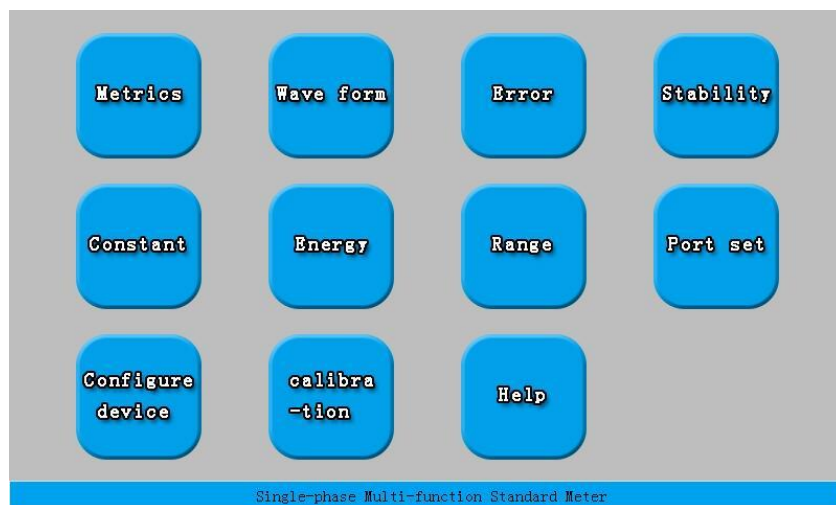 Metrics
Wave form
Error
Stability
Constant
Energy
Range
Port set
Configure
device
calibra
-tion
Help
Single-phase Multi-function Standard Meter